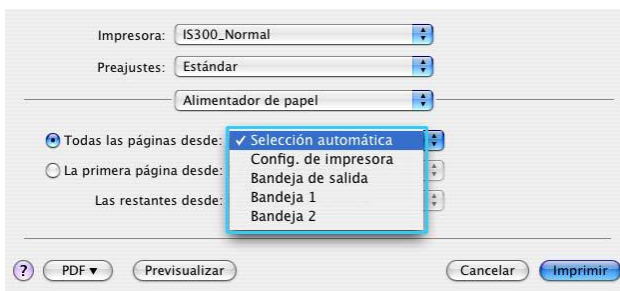 Impresora: IS300_Normal
Preajustes: Estándar
Alimentador de papel
Todas las páginas desde: ✓ Selección automática
Config. de impresora
La primera página desde:
Bandeja de salida
Las restantes desde: Bandeja 1
Bandeja 2
? PDF ▼ Previsualizar Cancelar Imprimir